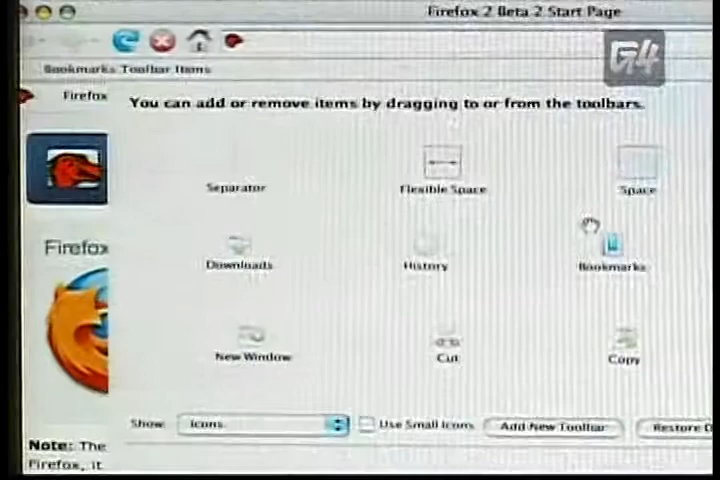 Firefox 2 Beta 2 Start Page
G4
Bookmarks Toolbar Items
Firefox
You can add or remove items by dragging to or from the toolbars.
Separator
Flexible Space
Space
Firefox
Downloads
History
Bookmarks
New Window
Cut
Copy
Show:
Icons
Use Small Icons
Add New Toolbar
Restore D
Note: The
Firefox, it